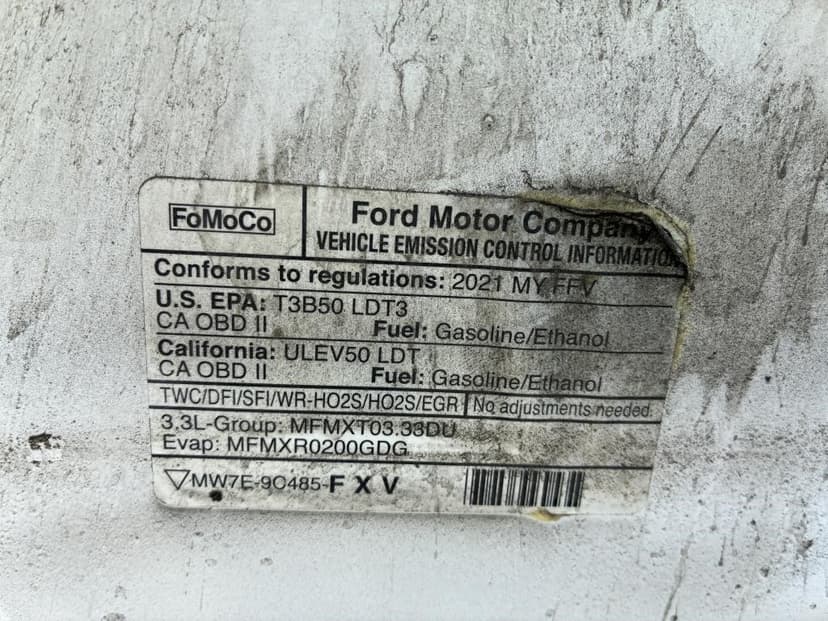 FoMoCo
Ford Motor Company
VEHICLE EMISSION CONTROL INFORMATION
Conforms to regulations: 2021 MY FFV
U.S. EPA: T3B50 LDT3
CA OBD II Fuel: Gasoline/Ethanol
California: ULEV50 LDT
CA OBD II Fuel: Gasoline/Ethanol
TWC/DFI/SFI/WR-HO2S/HO2S/EGR No adjustments needed.
3.3L-Group: MFMXT03.33DU
Evap: MFMXR0200GDG
MW7E-9C485-FXV